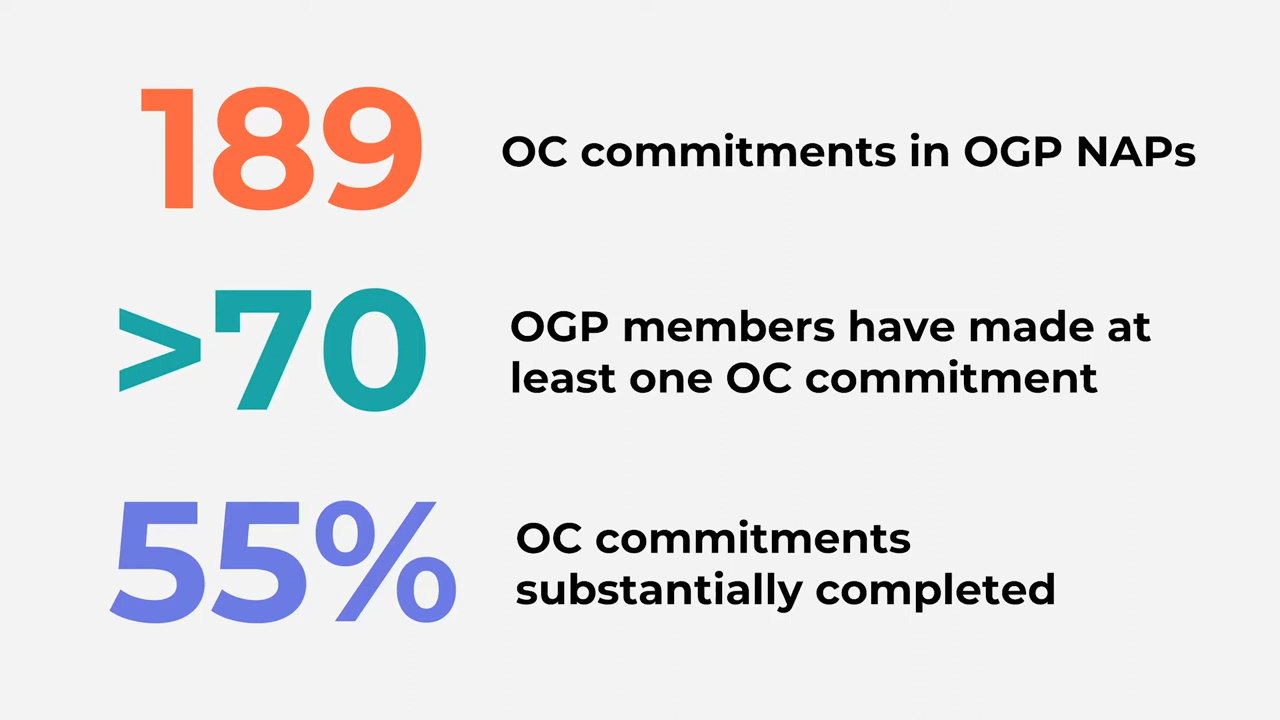 189
OC commitments in OGP NAPs
>70
OGP members have made at
least one OC commitment
55%
OC commitments
substantially completed